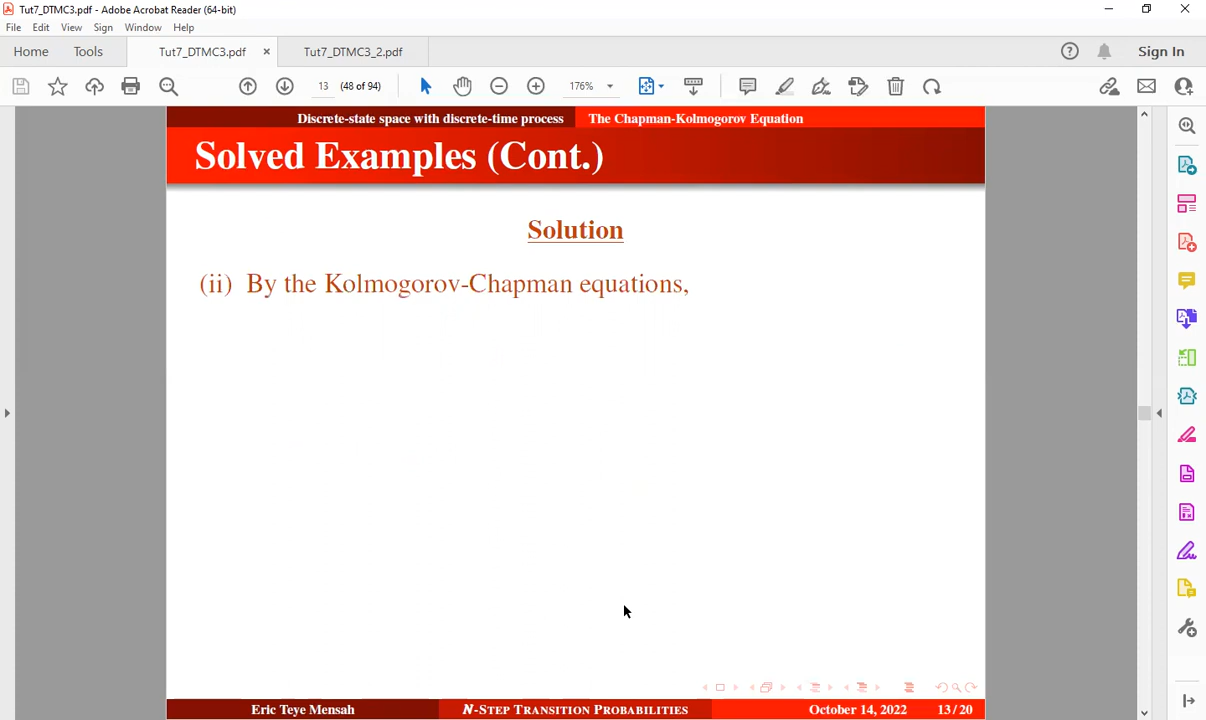 Tut7_DTMC3.pdf - Adobe Acrobat Reader (64-bit)
File Edit View Sign Window Help
Home Tools Tut7_DTMC3.pdf × Tut7_DTMC3_2.pdf Sign In
13 (48 of 94) 176%
Discrete-state space with discrete-time process The Chapman-Kolmogorov Equation
Solved Examples (Cont.)
Solution
(ii) By the Kolmogorov-Chapman equations,
Eric Teye Mensah N-STEP TRANSITION PROBABILITIES October 14, 2022 13 / 20